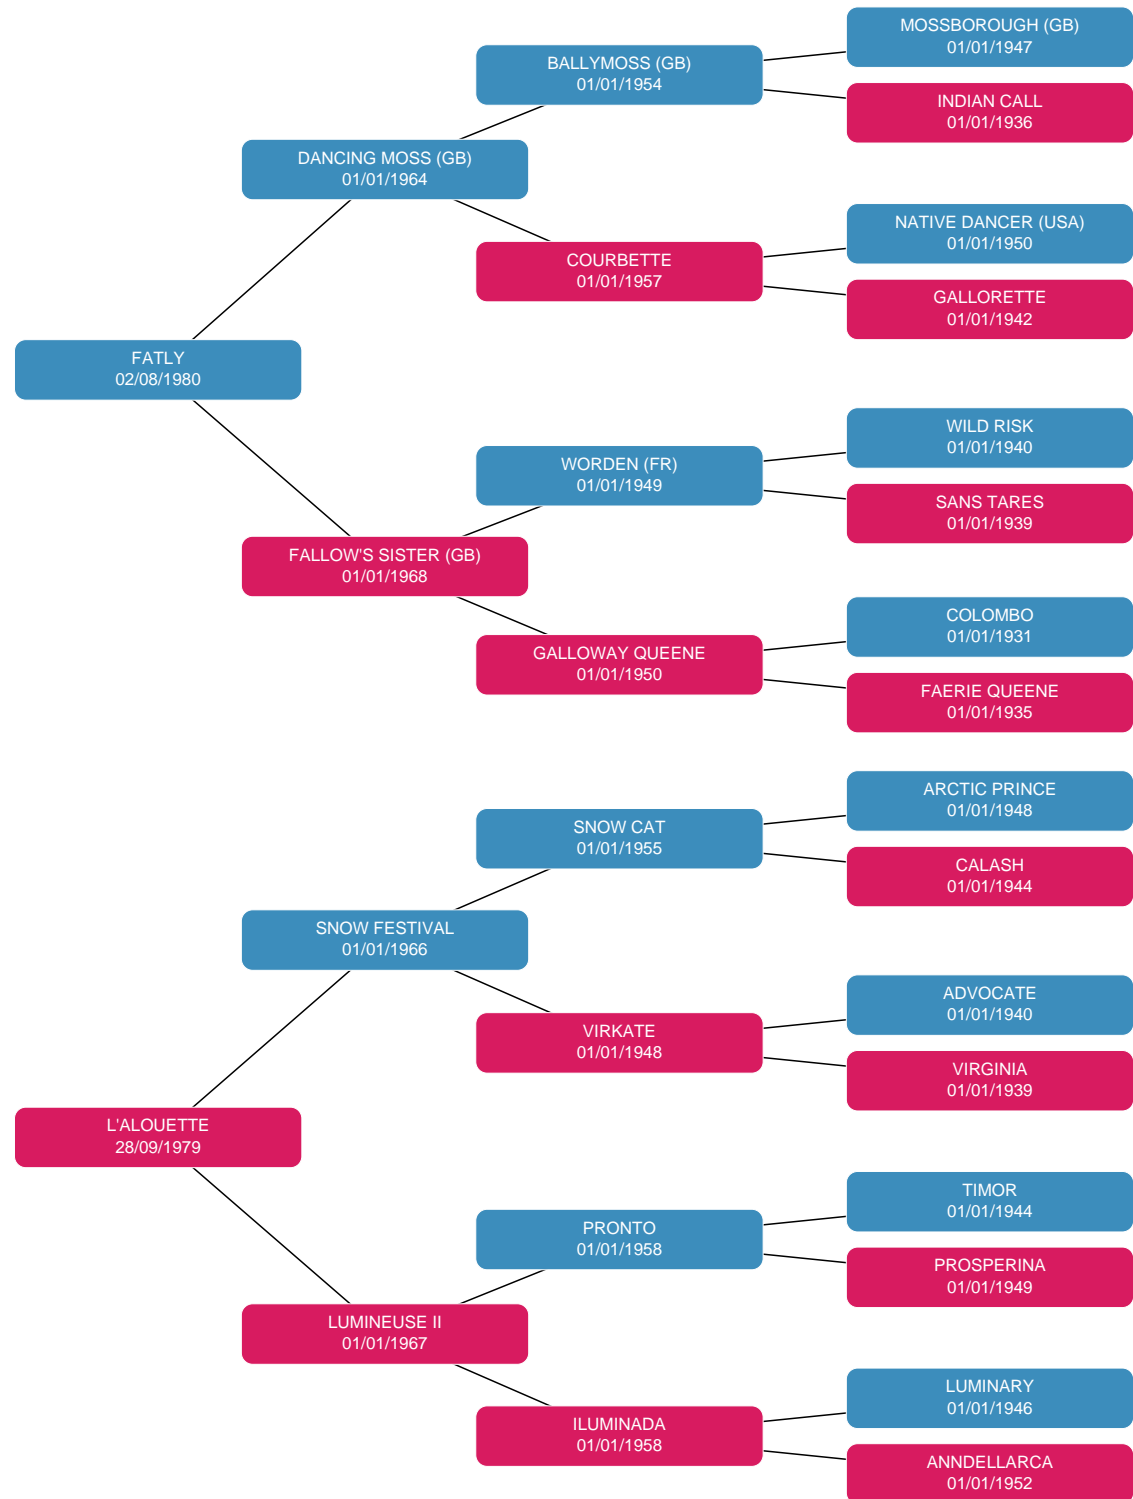 MOSSBOROUGH (GB)
01/01/1947
BALLYMOSS (GB)
01/01/1954
INDIAN CALL
01/01/1936
DANCING MOSS (GB)
01/01/1964
NATIVE DANCER (USA)
01/01/1950
COURBETTE
01/01/1957
GALLORETTE
01/01/1942
FATLY
02/08/1980
WILD RISK
01/01/1940
WORDEN (FR)
01/01/1949
SANS TARES
01/01/1939
FALLOW'S SISTER (GB)
01/01/1968
COLOMBO
01/01/1931
GALLOWAY QUEENE
01/01/1950
FAERIE QUEENE
01/01/1935
ARCTIC PRINCE
01/01/1948
SNOW CAT
01/01/1955
CALASH
01/01/1944
SNOW FESTIVAL
01/01/1966
ADVOCATE
01/01/1940
VIRKATE
01/01/1948
VIRGINIA
01/01/1939
L'ALOUETTE
28/09/1979
TIMOR
01/01/1944
PRONTO
01/01/1958
PROSPERINA
01/01/1949
LUMINEUSE II
01/01/1967
LUMINARY
01/01/1946
ILUMINADA
01/01/1958
ANNDELLARCA
01/01/1952